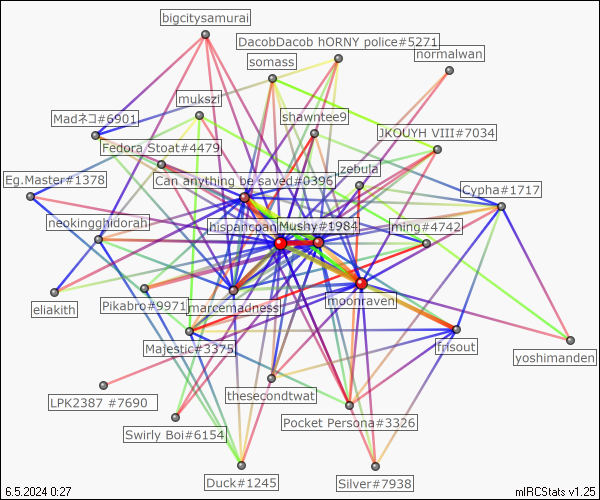 bigcitysamurai
DacobDacob hORNY police#5271
normalwan
somass
mukszi
Madネコ#6901
shawntee9
JKOUYH VIII#7034
Fedora Stoat#4479
zebula
Eg.Master#1378
Can anything be saved#0396
Cypha#1717
neokingghidorah
hispancoan
Mushy#1984
ming#4742
eliakith
Pikabro#9971
marcemadness
moonraven
Majestic#3375
frisout
yoshimanden
thesecondtwat
LPK2387 #7690
Pocket Persona#3326
Swirly Boi#6154
Duck#1245
Silver#7938
6.5.2024 0:27
mIRCStats v1.25